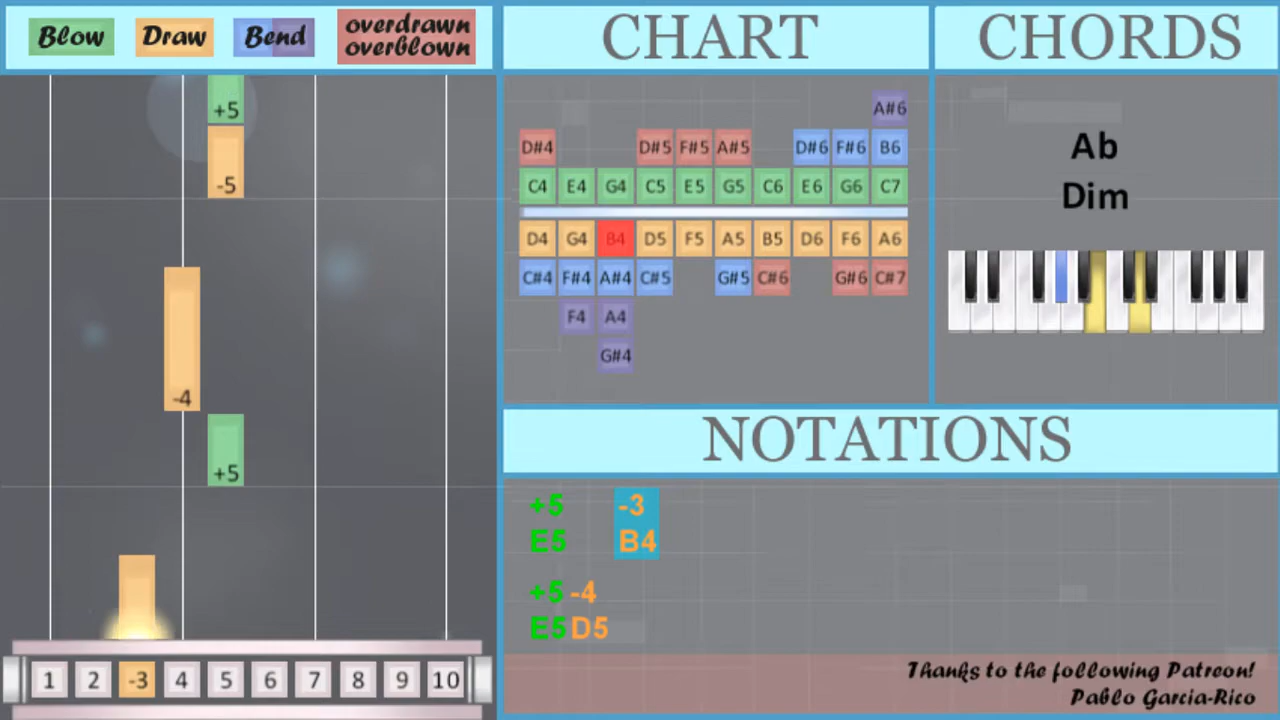 Blow Draw Bend overdrawn
overblown
CHART
CHORDS
+5
-5
-4
+5
1 2 -3 4 5 6 7 8 9 10
A#6
D#4 D#5 F#5 A#5 D#6 F#6 B6
C4 E4 G4 C5 E5 G5 C6 E6 G6 C7
D4 G4 B4 D5 F5 A5 B5 D6 F6 A6
C#4 F#4 A#4 C#5 G#5 C#6 G#6 C#7
F4 A4
G#4
Ab
Dim
NOTATIONS
+5 -3
E5 B4
+5 -4
E5 D5
Thanks to the following Patreon!
Pablo Garcia-Rico